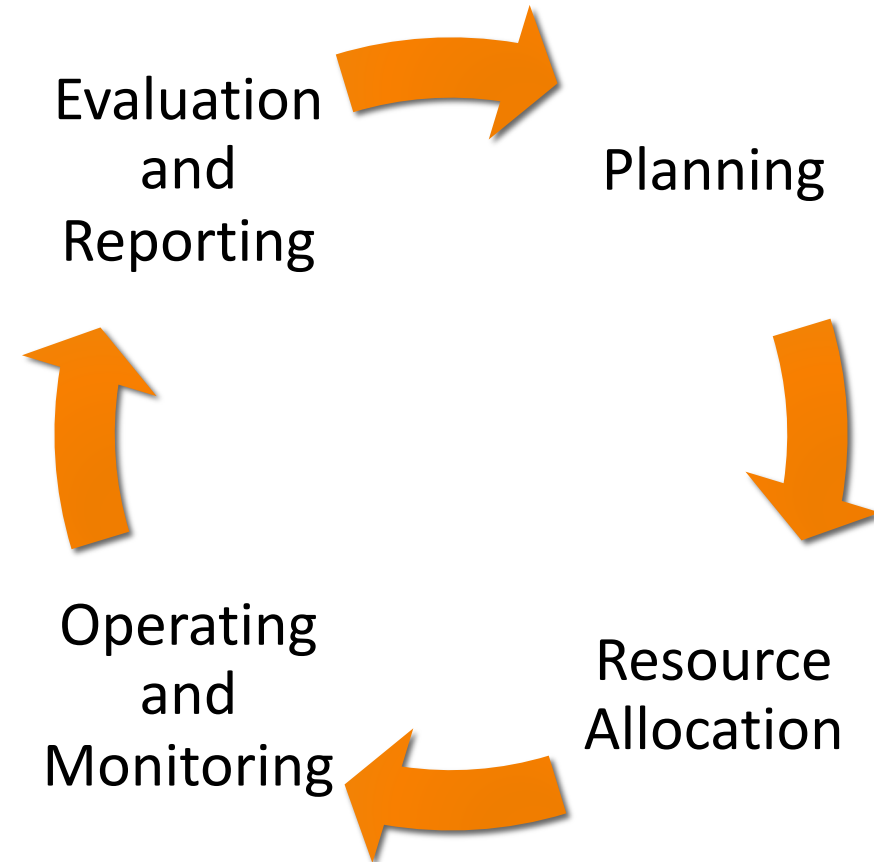 Evaluation
and
Reporting
Planning
Resource
Allocation
Operating
and
Monitoring